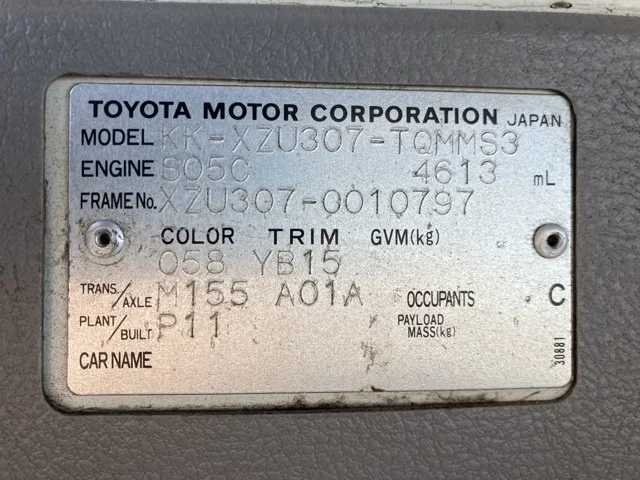 TOYOTA MOTOR CORPORATION JAPAN
MODEL KK-XZU307-TQMMS3
ENGINE S05C 4613 mL
FRAME No. XZU307-0010797
COLOR TRIM GVM(kg)
058 YB15
TRANS./AXLE M155 A01A OCCUPANTS C
PLANT/BUILT P11 PAYLOAD MASS(kg)
CAR NAME
30881